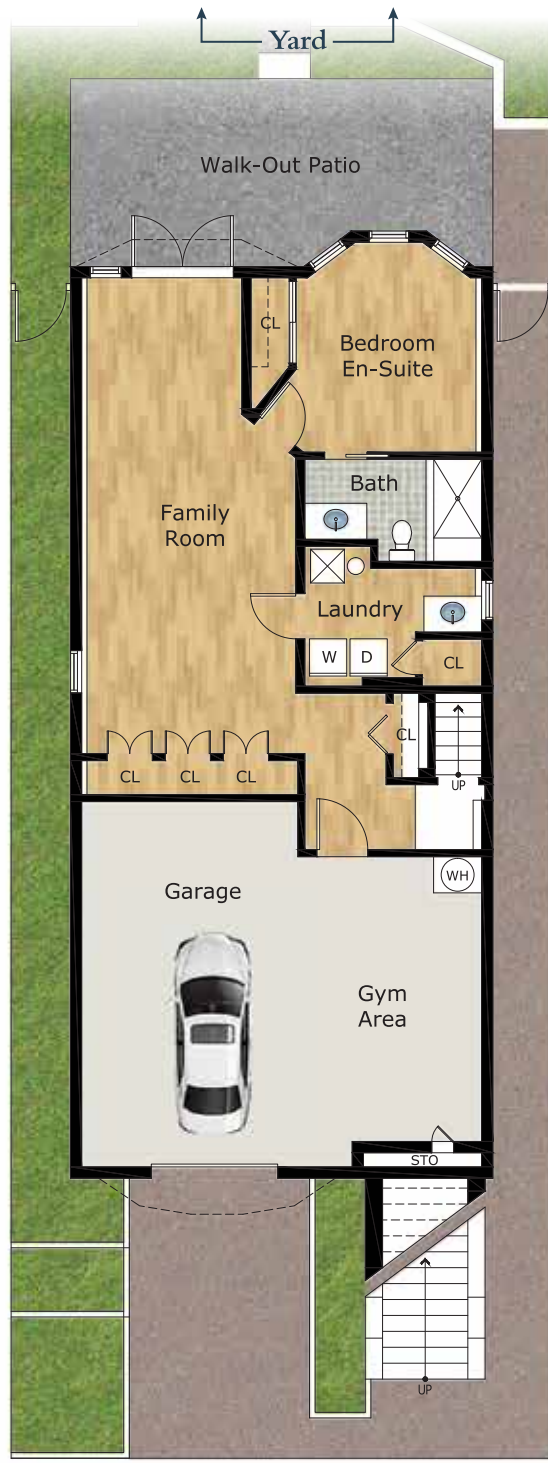 Yard
Walk-Out Patio
CL
Bedroom
En-Suite
Bath
Family
Room
Laundry
W
D
CL
CL
CL
CL
CL
UP
WH
Garage
Gym
Area
STO
UP